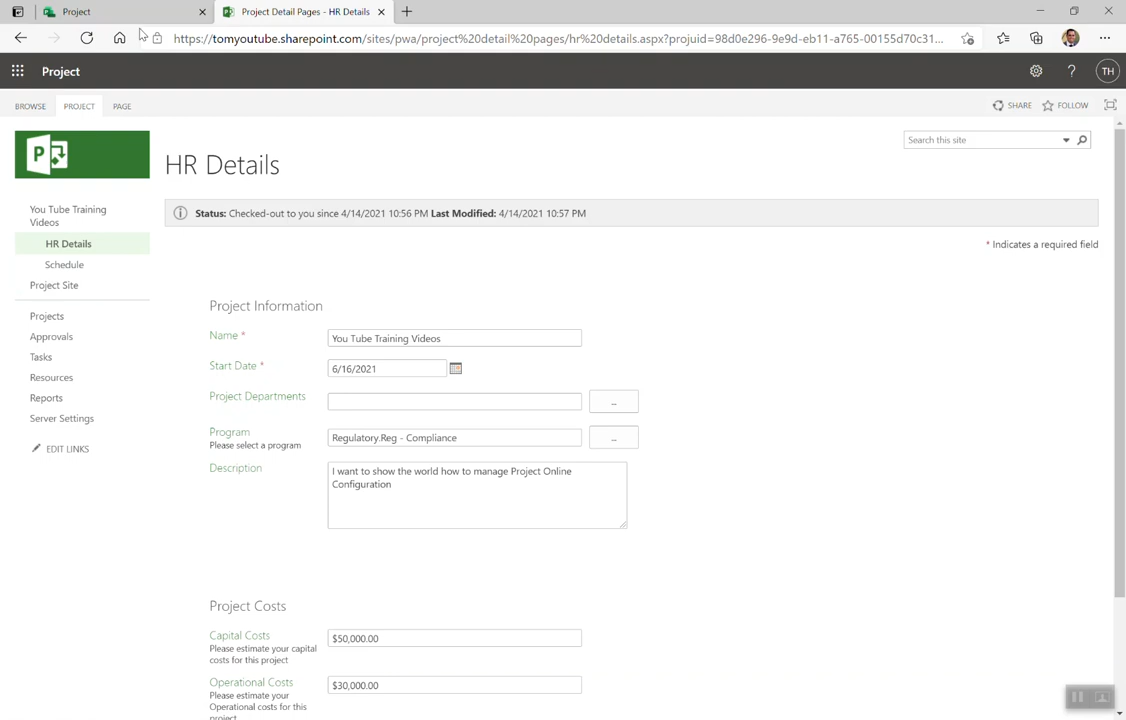 Project
Project Detail Pages - HR Details
https://tomyoutube.sharepoint.com/sites/pwa/project%20detail%20pages/hr%20details.aspx?projuid=98d0e296-9e9d-eb11-a765-00155d70c31...
Project
TH
BROWSE
PROJECT
PAGE
SHARE
FOLLOW
P
HR Details
Search this site
You Tube Training
Videos
HR Details
Schedule
Project Site
Projects
Approvals
Tasks
Resources
Reports
Server Settings
EDIT LINKS
Status: Checked-out to you since 4/14/2021 10:56 PM Last Modified: 4/14/2021 10:57 PM
* Indicates a required field
Project Information
Name *
You Tube Training Videos
Start Date *
6/16/2021
Project Departments
...
Program
Please select a program
Regulatory.Reg - Compliance
...
Description
I want to show the world how to manage Project Online
Configuration
Project Costs
Capital Costs
Please estimate your capital
costs for this project
$50,000.00
Operational Costs
Please estimate your
Operational costs for this
project
$30,000.00